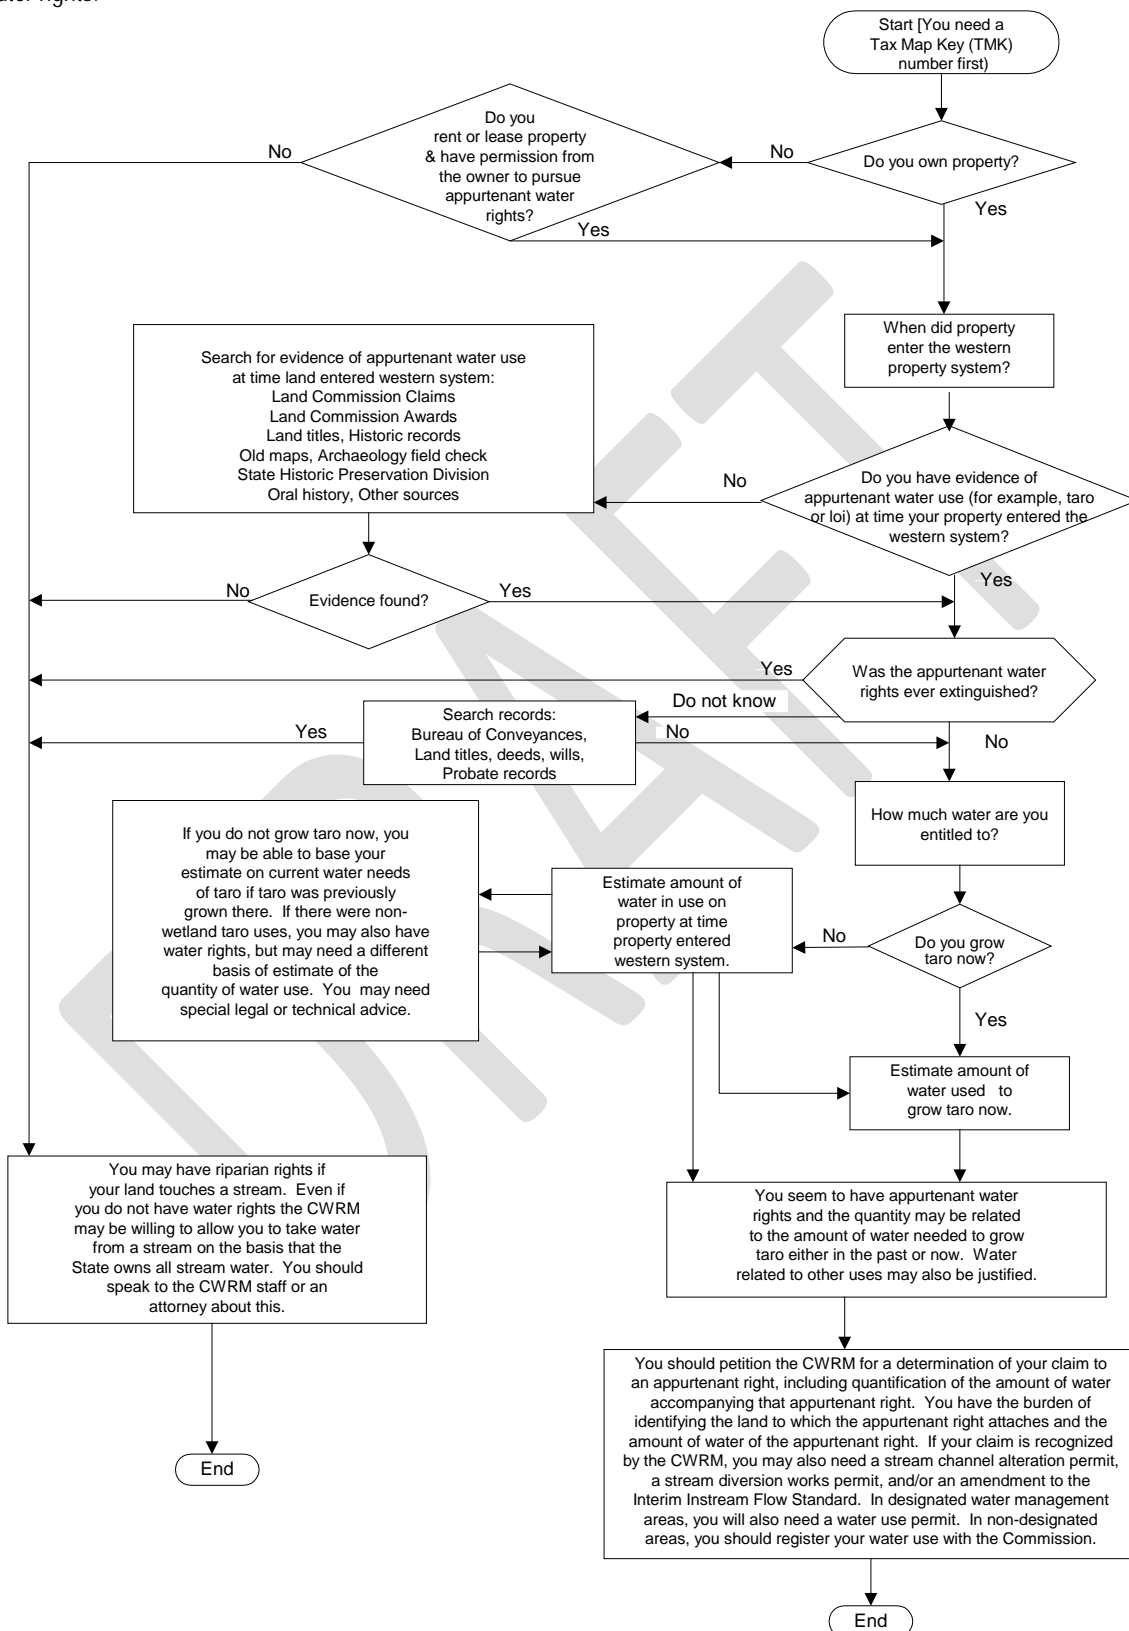 ater rights.
Start [You need a
Tax Map Key (TMK)
number first)
Do you own property?
No
Yes
Do you
rent or lease property
& have permission from
the owner to pursue
appurtenant water
rights?
No
Yes
When did property
enter the western
property system?
Do you have evidence of
appurtenant water use (for example, taro
or loi) at time your property entered the
western system?
No
Yes
Search for evidence of appurtenant water use
at time land entered western system:
Land Commission Claims
Land Commission Awards
Land titles, Historic records
Old maps, Archaeology field check
State Historic Preservation Division
Oral history, Other sources
Evidence found?
No
Yes
Was the appurtenant water
rights ever extinguished?
Yes
Do not know
No
Search records:
Bureau of Conveyances,
Land titles, deeds, wills,
Probate records
Yes
No
How much water are you
entitled to?
Do you grow
taro now?
No
Yes
Estimate amount of
water in use on
property at time
property entered
western system.
If you do not grow taro now, you
may be able to base your
estimate on current water needs
of taro if taro was previously
grown there. If there were non-
wetland taro uses, you may also have
water rights, but may need a different
basis of estimate of the
quantity of water use. You may need
special legal or technical advice.
Estimate amount of
water used to
grow taro now.
You may have riparian rights if
your land touches a stream. Even if
you do not have water rights the CWRM
may be willing to allow you to take water
from a stream on the basis that the
State owns all stream water. You should
speak to the CWRM staff or an
attorney about this.
End
You seem to have appurtenant water
rights and the quantity may be related
to the amount of water needed to grow
taro either in the past or now. Water
related to other uses may also be justified.
You should petition the CWRM for a determination of your claim to
an appurtenant right, including quantification of the amount of water
accompanying that appurtenant right. You have the burden of
identifying the land to which the appurtenant right attaches and the
amount of water of the appurtenant right. If your claim is recognized
by the CWRM, you may also need a stream channel alteration permit,
a stream diversion works permit, and/or an amendment to the
Interim Instream Flow Standard. In designated water management
areas, you will also need a water use permit. In non-designated
areas, you should register your water use with the Commission.
End
DRAFT